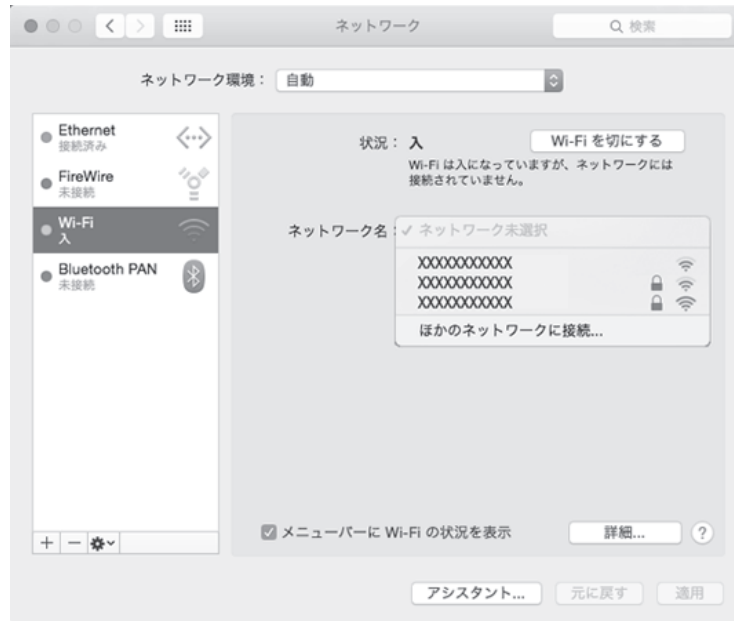 ネットワーク
検索
ネットワーク環境： 自動
Ethernet
接続済み
FireWire
未接続
Wi-Fi
入
Bluetooth PAN
未接続
状況： 入
Wi-Fi を切にする
Wi-Fi は入になっていますが、ネットワークには
接続されていません。
ネットワーク名：
✓ ネットワーク未選択
XXXXXXXXXXX
XXXXXXXXXXX
XXXXXXXXXXX
ほかのネットワークに接続...
メニューバーに Wi-Fi の状況を表示
詳細...
?
アシスタント...
元に戻す
適用